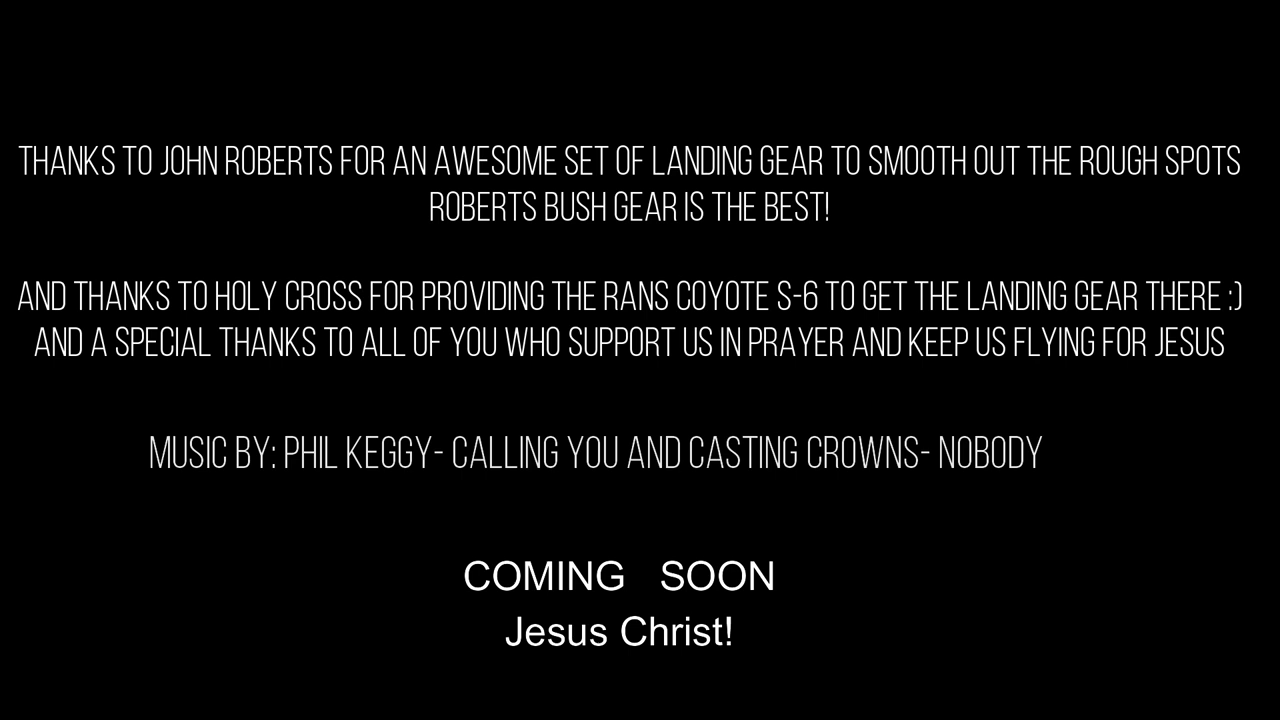 THANKS TO JOHN ROBERTS FOR AN AWESOME SET OF LANDING GEAR TO SMOOTH OUT THE ROUGH SPOTS
ROBERTS BUSH GEAR IS THE BEST!
AND THANKS TO HOLY CROSS FOR PROVIDING THE RANS COYOTE S-6 TO GET THE LANDING GEAR THERE :)
AND A SPECIAL THANKS TO ALL OF YOU WHO SUPPORT US IN PRAYER AND KEEP US FLYING FOR JESUS
MUSIC BY: PHIL KEGGY- CALLING YOU AND CASTING CROWNS- NOBODY
COMING SOON
Jesus Christ!